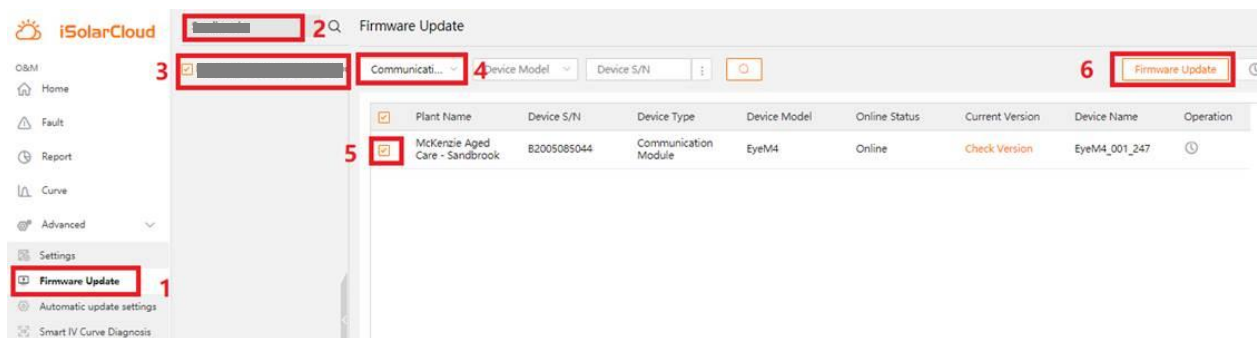 iSolarCloud
2
Firmware Update
O&M
3
Communicati...
4
Device Model
Device S/N
6
Firmware Update
Home
Fault
Plant Name Device S/N Device Type Device Model Online Status Current Version Device Name Operation
5
McKenzie Aged
Care - Sandbrook
B2005085044
Communication
Module
EyeM4
Online
Check Version
EyeM4_001_247
Report
Curve
Advanced
Settings
Firmware Update
1
Automatic update settings
Smart IV Curve Diagnosis